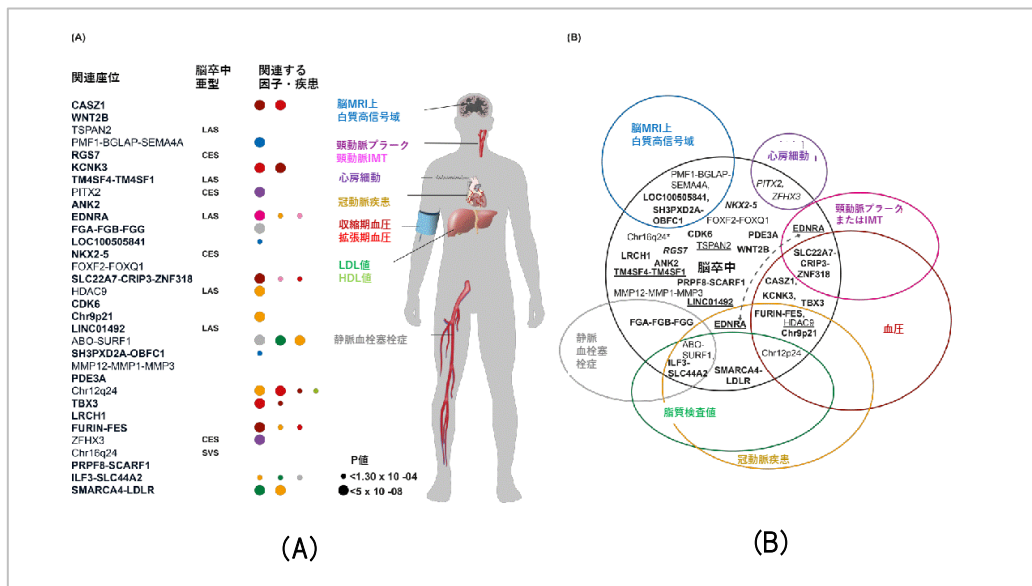 (A)
関連座位
脳卒中
亜型
関連する
因子・疾患
CASZ1
WNT2B
TSPAN2 LAS
PMF1-BGLAP-SEMA4A
RGS7 CES
KCNK3
TM4SF4-TM4SF1 LAS
PITX2 CES
ANK2
EDNRA LAS
FGA-FGB-FGG
LOC100505841
NKX2-5 CES
FOXF2-FOXQ1
SLC22A7-CRIP3-ZNF318
HDAC9 LAS
CDK6
Chr9p21
LINC01492 LAS
ABO-SURF1
SH3PXD2A-OBFC1
MMP12-MMP1-MMP3
PDE3A
Chr12q24
TBX3
LRCH1
FURIN-FES
ZFHX3 CES
Chr16q24 SVS
PRPF8-SCARF1
ILF3-SLC44A2
SMARCA4-LDLR
脳MRI上
白質高信号域
頸動脈プラーク
頸動脈IMT
心房細動
冠動脈疾患
収縮期血圧
拡張期血圧
LDL値
HDL値
静脈血栓塞栓症
P値
<1.30 x 10 -04
<5 x 10 -08
(A)
(B)
脳MRI上
白質高信号域
心房細動
PITX2,
ZFHX3
PMF1-BGLAP-
SEMA4A,
LOC100505841,
SH3PXD2A-
OBFC1
NKX2-5
FOXF2-FOXQ1
頸動脈プラーク
またはIMT
EDNRA
Chr16q24*
CDK6
PDE3A
TSPAN2
WNT2B
RGS7
LRCH1
ANK2
TM4SF4-TM4SF1
脳卒中
SLC22A7-
CRIP3-
ZNF318
PRPF8-SCARF1
CASZ1,
KCNK3,
TBX3
MMP12-MMP1-MMP3
LINC01492
FURIN-FES,
HDAC9
Chr9p21
血圧
FGA-FGB-FGG
EDNRA
静脈
血栓塞
栓症
ABO-
SURF1
ILF3-
SLC44A2
Chr12p24
SMARCA4-
LDLR
脂質検査値
冠動脈疾患
(B)